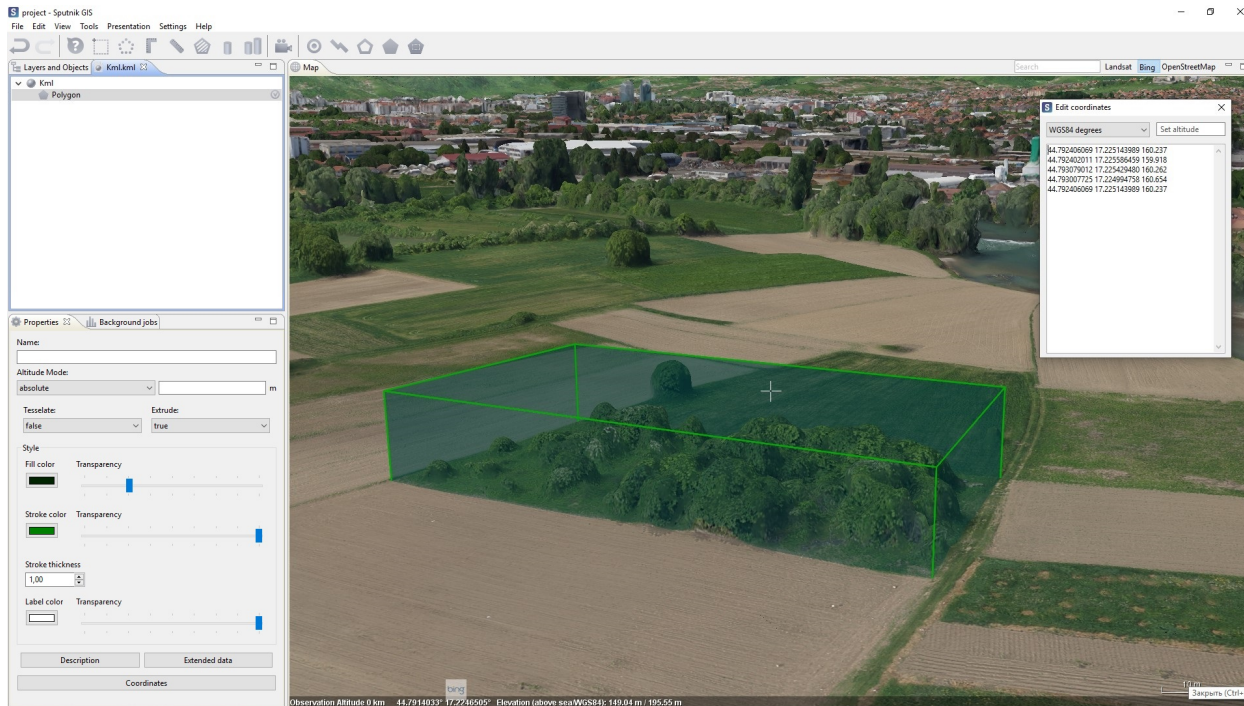 project - Sputnik GIS
File Edit View Tools Presentation Settings Help
Layers and Objects Kml.kml
Map
Search
Landsat Bing OpenStreetMap
Kml
Polygon
Edit coordinates
WGS84 degrees
Set altitude
44.792406069 17.225143989 160.237
44.792402011 17.225586459 159.918
44.793079012 17.225429480 160.262
44.793007725 17.224994758 160.654
44.792406069 17.225143989 160.237
Properties Background jobs
Name:
Altitude Mode:
absolute m
Tesselate: Extrude:
false true
Style
Fill color Transparency
Stroke color Transparency
Stroke thickness
1,00
Label color Transparency
Description Extended data
Coordinates
bing
Observation Altitude 0 km 44.7914033° 17.2246505° Elevation (above sea/WGS84): 149.04 m / 195.55 m
Закрыть (Ctrl+